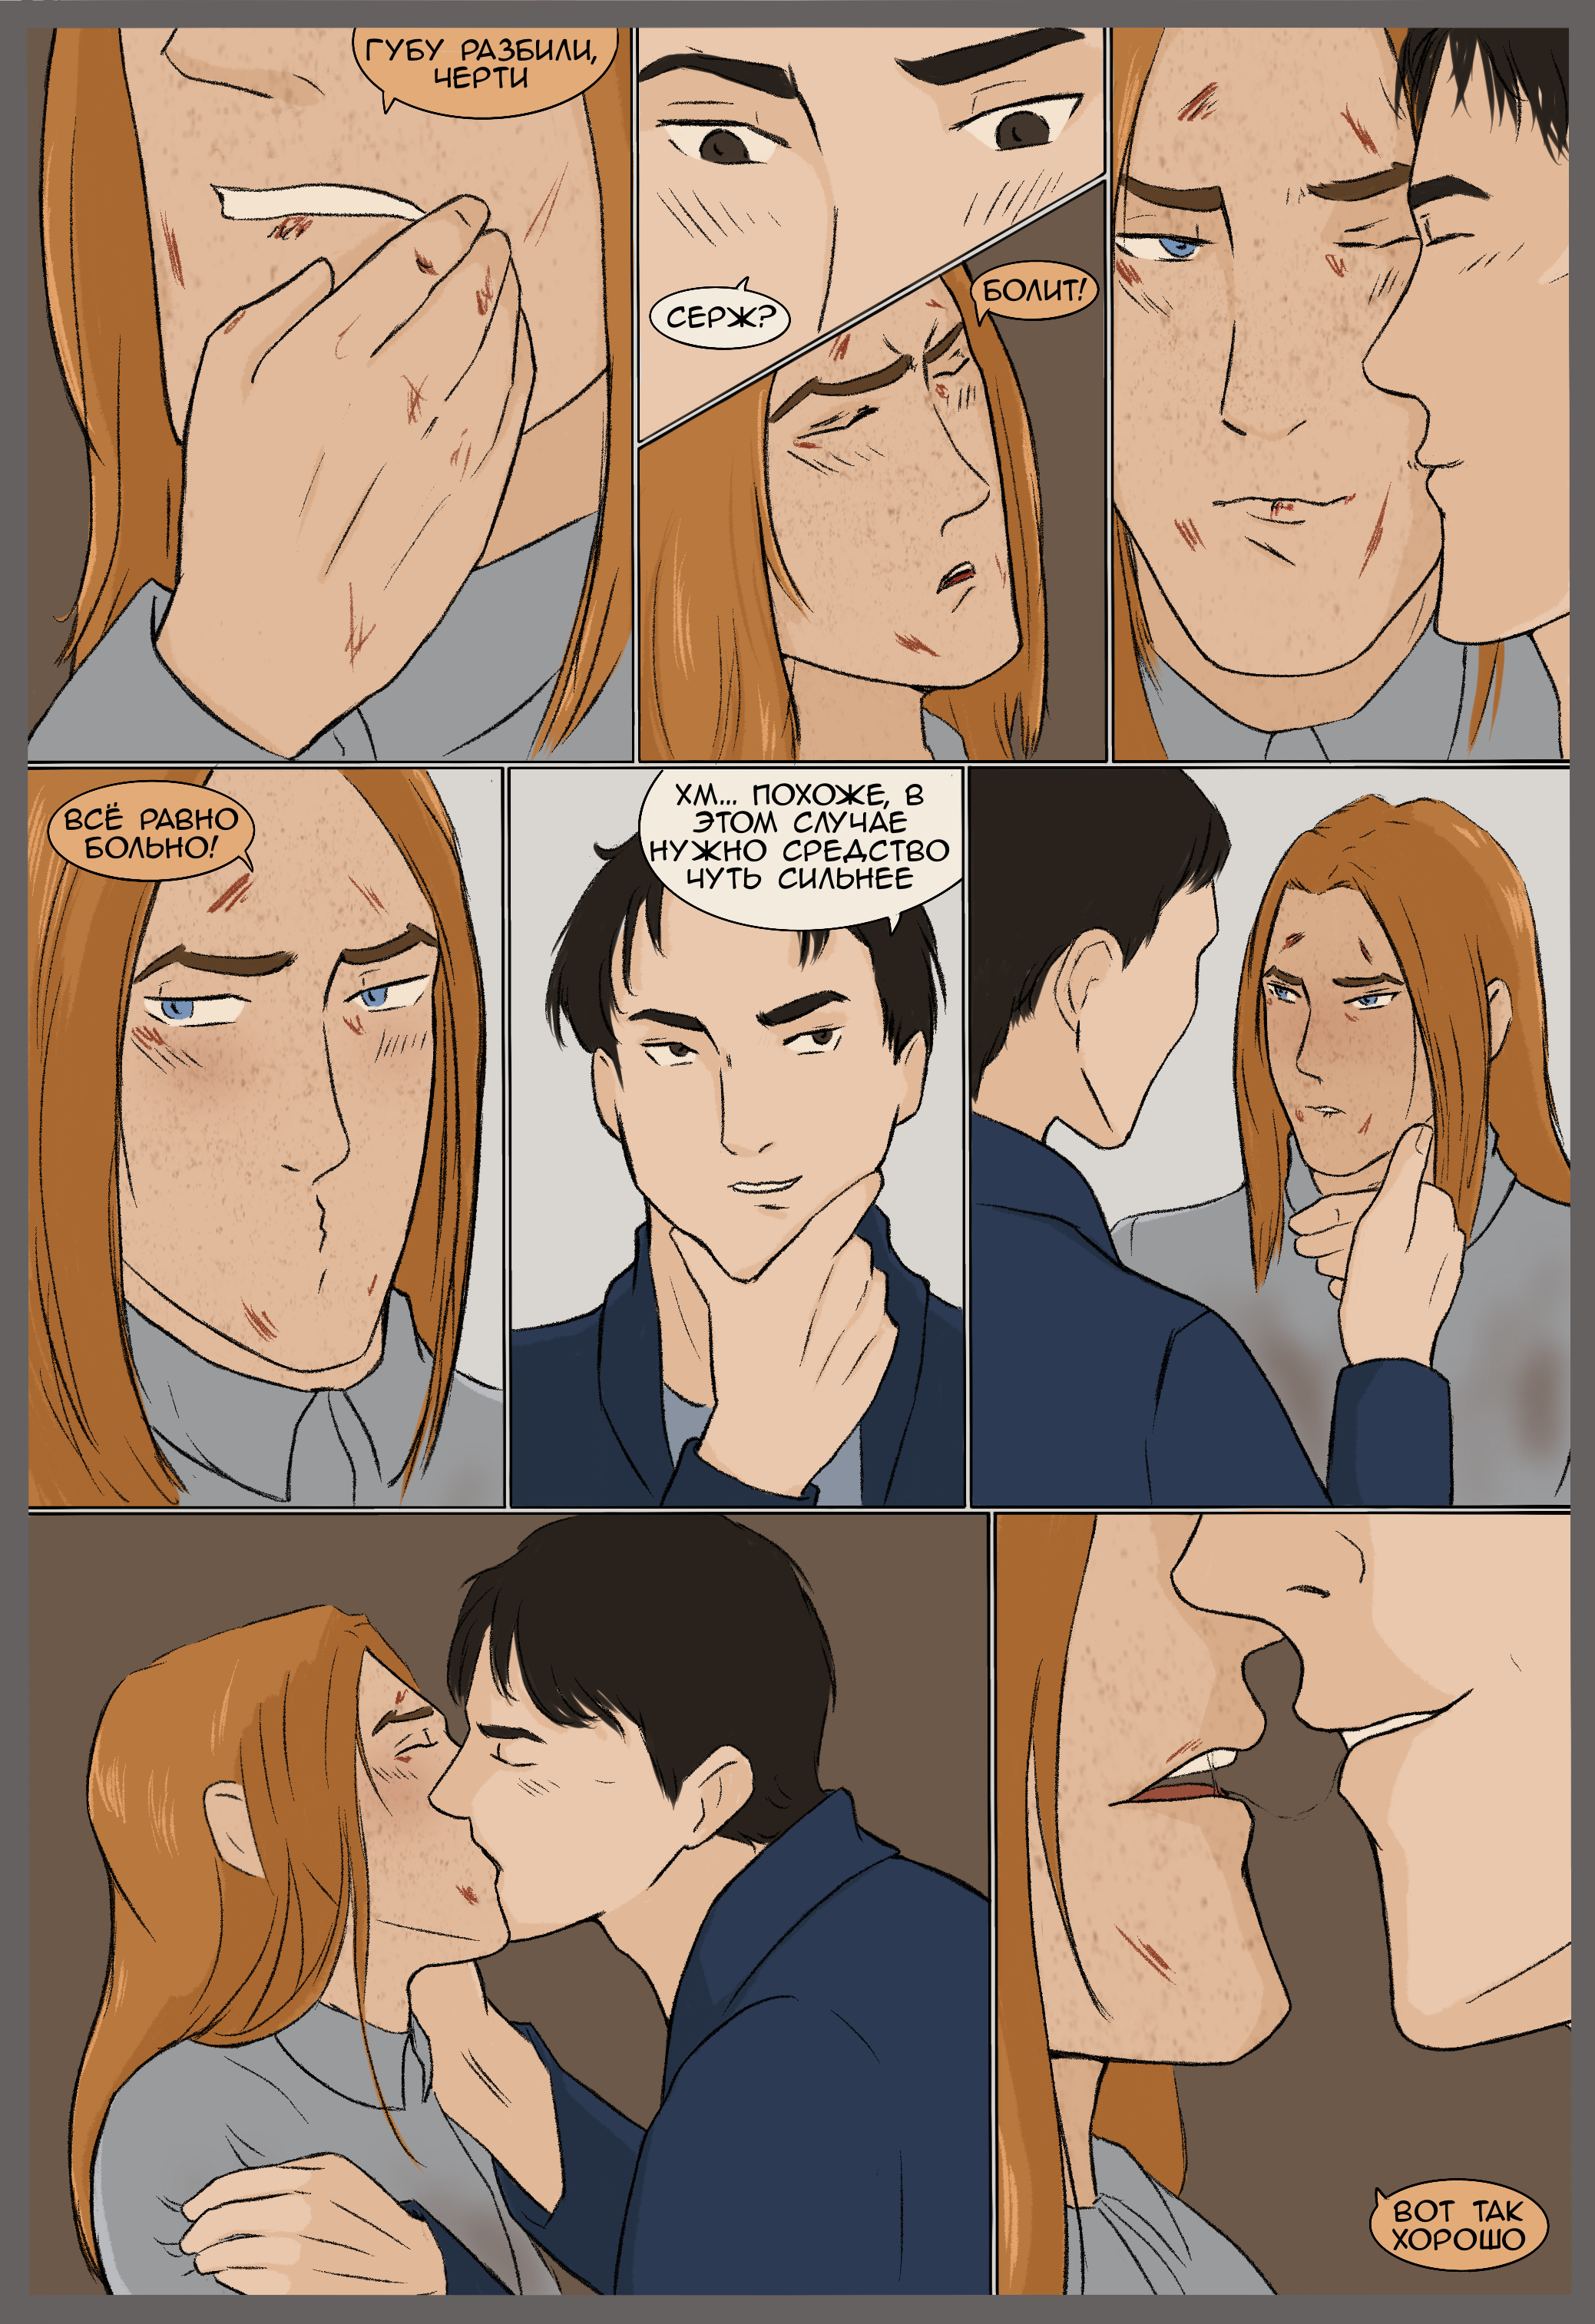 ГУБУ РАЗБИЛИ,
ЧЕРТИ
СЕРЖ?
БОЛИТ!
ВСЁ РАВНО
БОЛЬНО!
ХМ... ПОХОЖЕ, В
ЭТОМ СЛУЧАЕ
НУЖНО СРЕДСТВО
ЧУТЬ СИЛЬНЕЕ
ВОТ ТАК
ХОРОШО